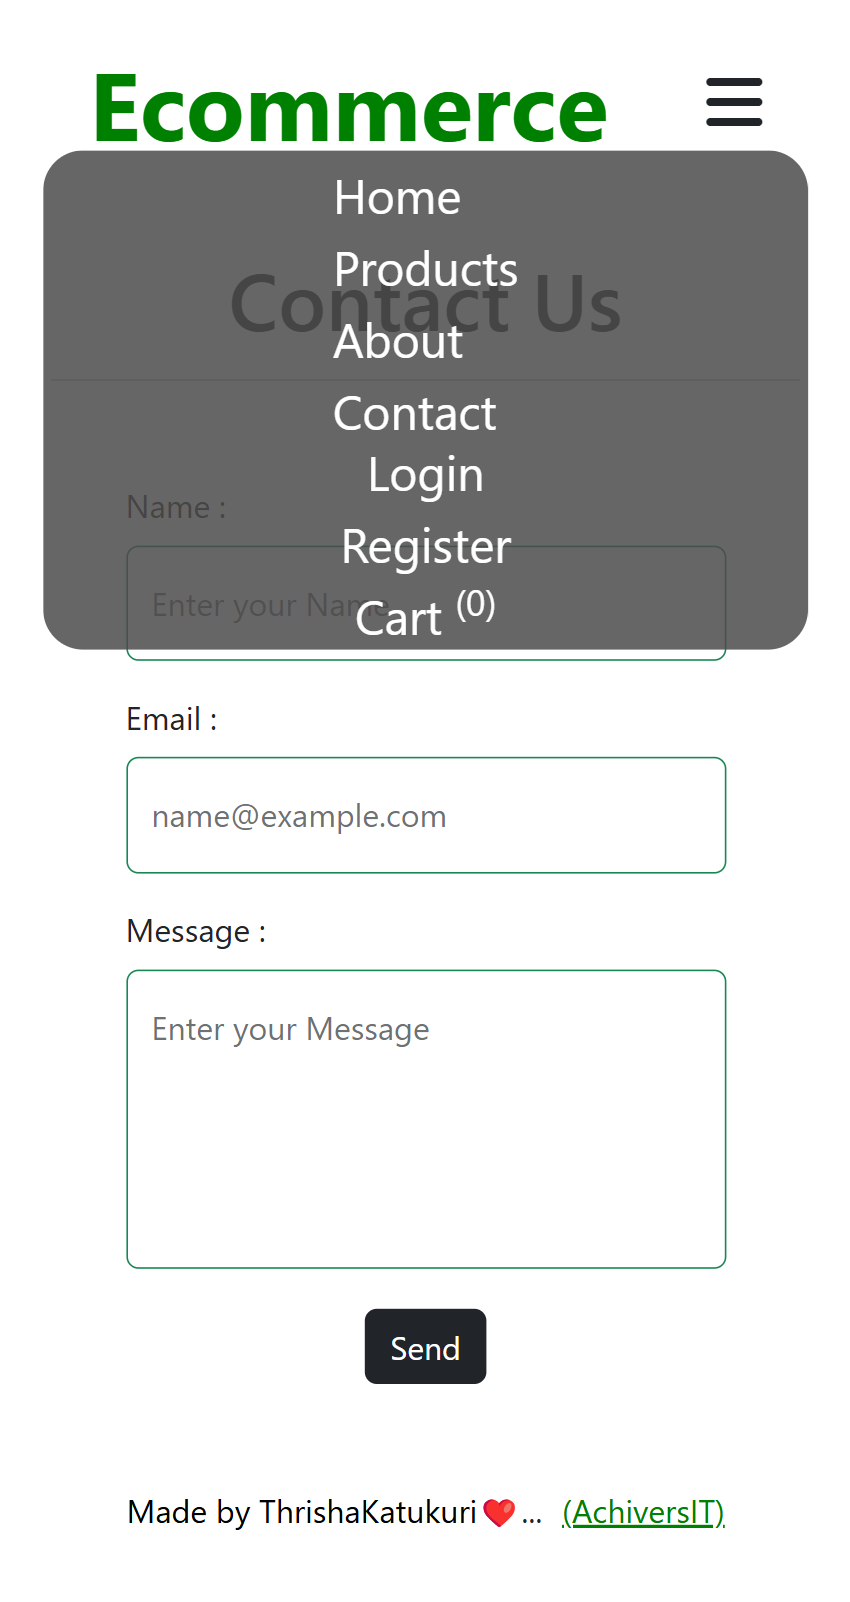 Ecommerce
Home
Products
Contact Us
About
Contact
Login
Name :
Register
Enter your Name
Cart (0)
Email :
name@example.com
Message :
Enter your Message
Send
Made by ThrishaKatukuri❤️... (AchiversIT)